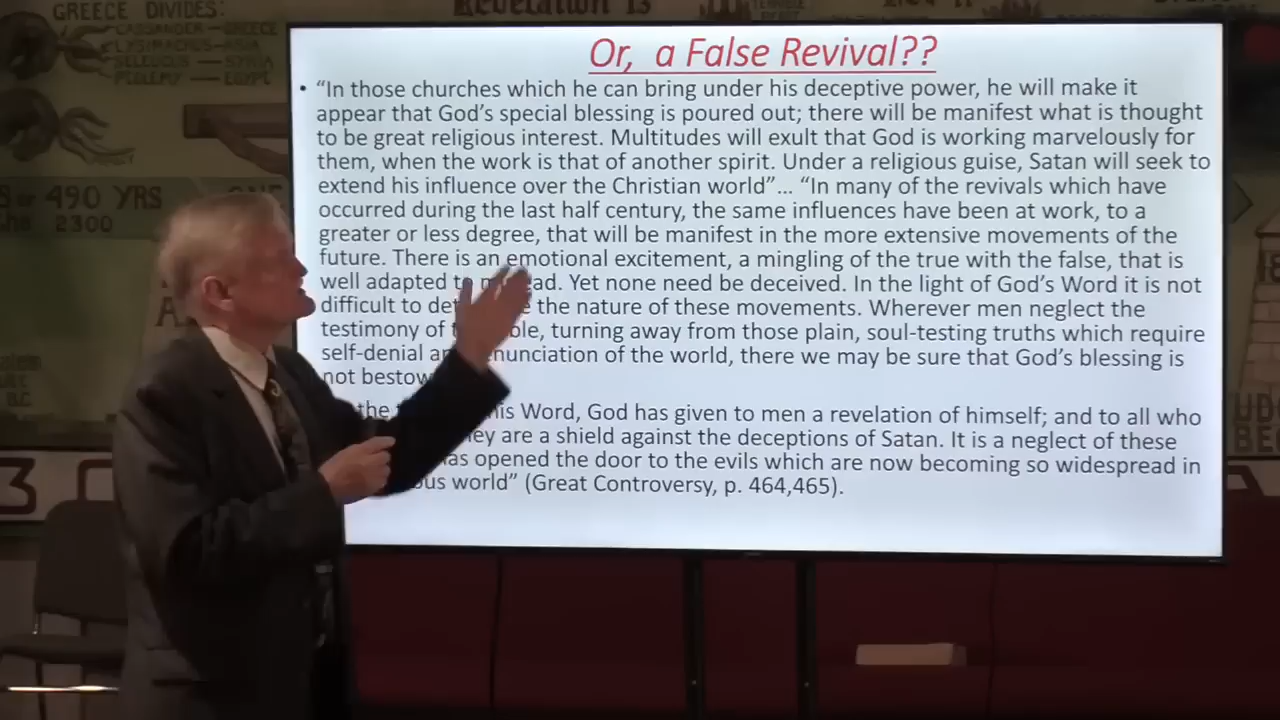 GREECE DIVIDES:
CASSANDER — GREECE
LYSIMACHUS — ASIA
SELEUCUS — SYRIA
PTOLEMY — EGYPT
Revelation 13
490 YRS
2300
Or, a False Revival??
• “In those churches which he can bring under his deceptive power, he will make it
appear that God’s special blessing is poured out; there will be manifest what is thought
to be great religious interest. Multitudes will exult that God is working marvelously for
them, when the work is that of another spirit. Under a religious guise, Satan will seek to
extend his influence over the Christian world”... “In many of the revivals which have
occurred during the last half century, the same influences have been at work, to a
greater or less degree, that will be manifest in the more extensive movements of the
future. There is an emotional excitement, a mingling of the true with the false, that is
well adapted to ad. Yet none need be deceived. In the light of God’s Word it is not
difficult to det the nature of these movements. Wherever men neglect the
testimony of ble, turning away from those plain, soul-testing truths which require
self-denial a nunciation of the world, there we may be sure that God’s blessing is
not bestow
the is Word, God has given to men a revelation of himself; and to all who
ey are a shield against the deceptions of Satan. It is a neglect of these
as opened the door to the evils which are now becoming so widespread in
us world” (Great Controversy, p. 464,465).